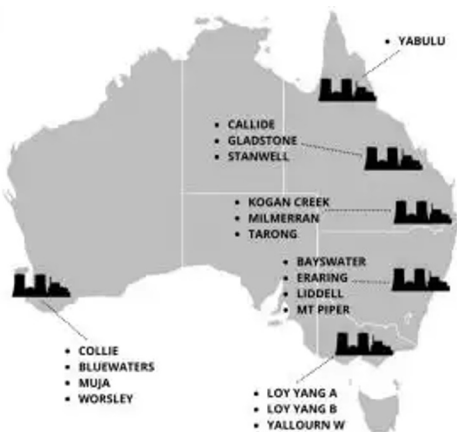 • YABULU
• CALLIDE
• GLADSTONE
• STANWELL
• KOGAN CREEK
• MILMERRAN
• TARONG
• BAYSWATER
• ERARING
• LIDDELL
• MT PIPER
• COLLIE
• BLUEWATERS
• MUJA
• WORSLEY
• LOY YANG A
• LOY YANG B
• YALLOURN W